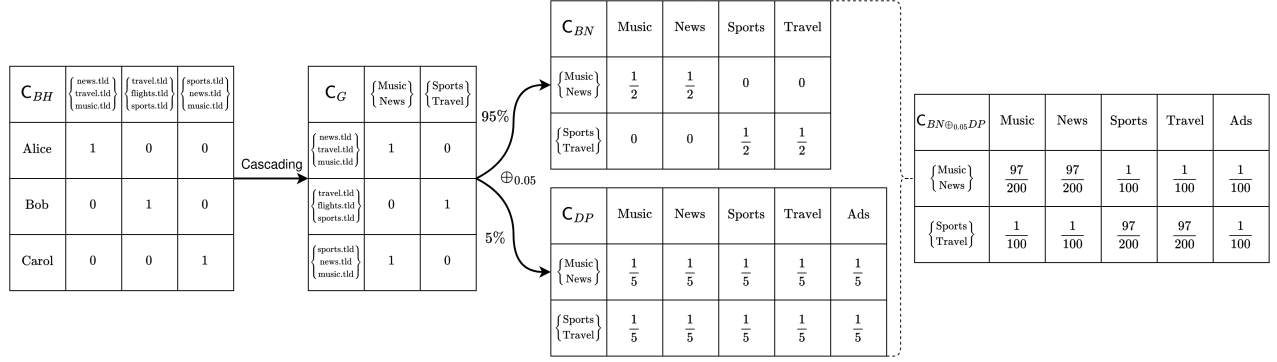 C_BH {news.tld travel.tld music.tld} {travel.tld flights.tld sports.tld} {sports.tld news.tld music.tld}
Alice 1 0 0
Bob 0 1 0
Carol 0 0 1
Cascading
C_G {Music News} {Sports Travel}
{news.tld travel.tld music.tld} 1 0
{travel.tld flights.tld sports.tld} 0 1
{sports.tld news.tld music.tld} 1 0
95%
⊕_0.05
5%
C_BN Music News Sports Travel
{Music News} 1/2 1/2 0 0
{Sports Travel} 0 0 1/2 1/2
C_DP Music News Sports Travel Ads
{Music News} 1/5 1/5 1/5 1/5 1/5
{Sports Travel} 1/5 1/5 1/5 1/5 1/5
C_BN⊕_0.05DP Music News Sports Travel Ads
{Music News} 97/200 97/200 1/100 1/100 1/100
{Sports Travel} 1/100 1/100 97/200 97/200 1/100